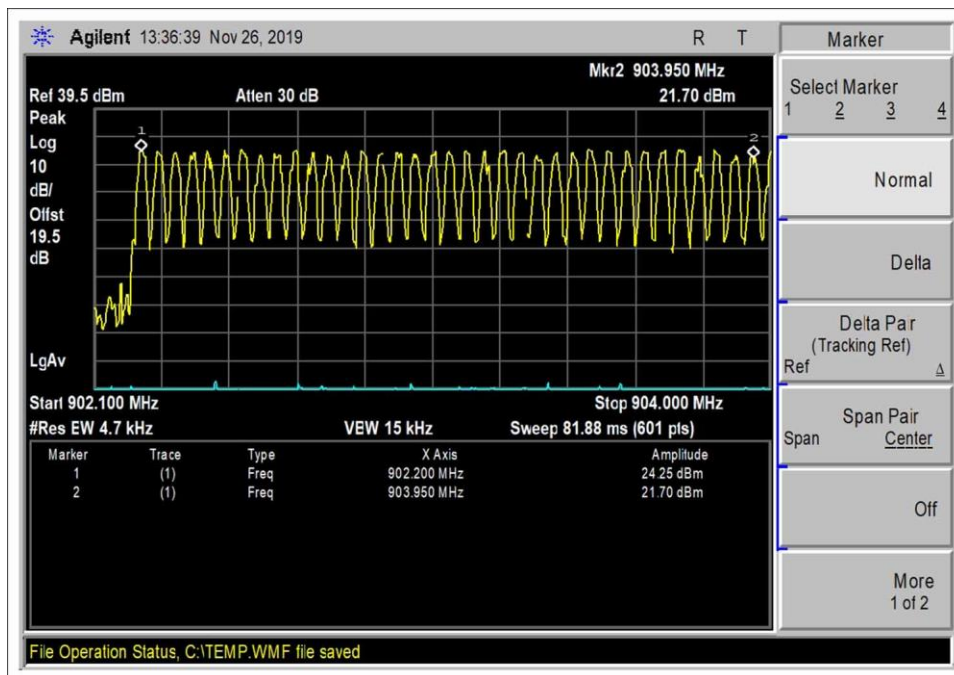 Agilent 13:36:39 Nov 26, 2019 R T
Mkr2 903.950 MHz
Ref 39.5 dBm Atten 30 dB 21.70 dBm
Peak
Log
10
dB/
Offst
19.5
dB
1
2
LgAv
Start 902.100 MHz Stop 904.000 MHz
#Res EW 4.7 kHz VEW 15 kHz Sweep 81.88 ms (601 pts)
Marker Trace Type X Axis Amplitude
1 (1) Freq 902.200 MHz 24.25 dBm
2 (1) Freq 903.950 MHz 21.70 dBm
File Operation Status, C:\TEMP.WMF file saved
Marker
Select Marker
1 2 3 4
Normal
Delta
Delta Pair
(Tracking Ref)
Ref Δ
Span Pair
Span Center
Off
More
1 of 2